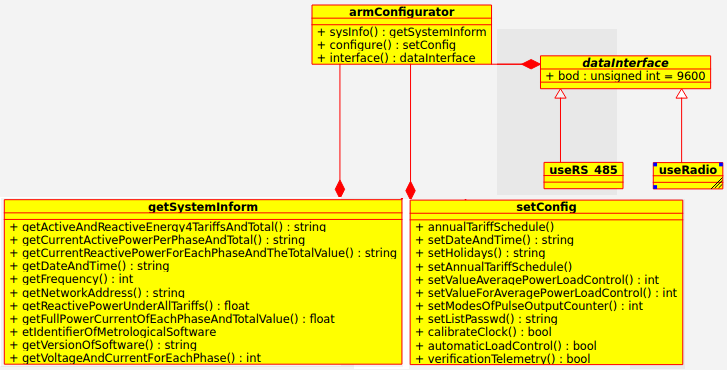 armConfigurator
+ sysInfo() : getSystemInform
+ configure() : setConfig
+ interface() : dataInterface
dataInterface
+ bod : unsigned int = 9600
useRS_485
useRadio
getSystemInform
+ getActiveAndReactiveEnergy4TariffsAndTotal() : string
+ getCurrentActivePowerPerPhaseAndTotal() : string
+ getCurrentReactivePowerForEachPhaseAndTheTotalValue() : string
+ getDateAndTime() : string
+ getFrequency() : int
+ getNetworkAddress() : string
+ getReactivePowerUnderAllTariffs() : float
+ getFullPowerCurrentOfEachPhaseAndTotalValue() : float
+ etIdentifierOfMetrologicalSoftware
+ getVersionOfSoftware() : string
+ getVoltageAndCurrentForEachPhase() : int
setConfig
+ annualTariffSchedule()
+ setDateAndTime() : string
+ setHolidays() : string
+ setAnnualTariffSchedule()
+ setValueAveragePowerLoadControl() : int
+ setValueForAveragePowerLoadControl() : int
+ setModesOfPulseOutputCounter() : int
+ setListPasswd() : string
+ calibrateClock() : bool
+ automaticLoadControl() : bool
+ verificationTelemetry() : bool